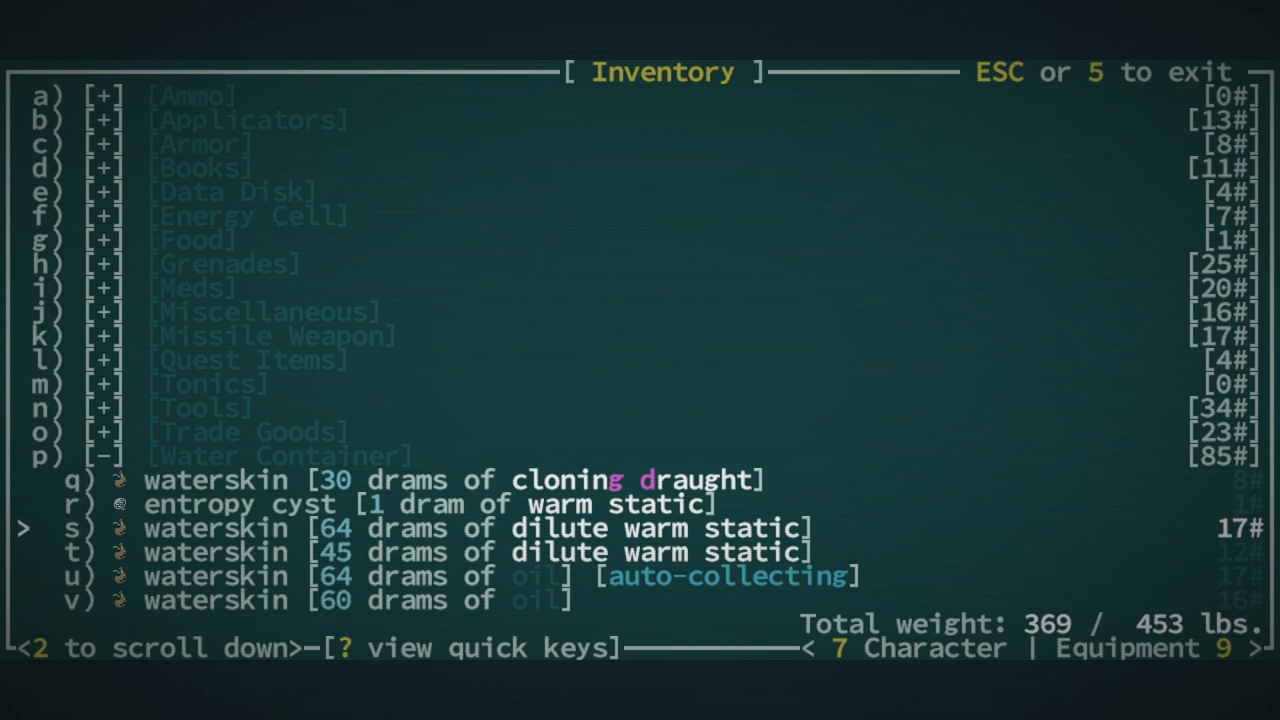 [ Inventory ] ESC or 5 to exit
a) [+] [Ammo] [0#]
b) [+] [Applicators] [13#]
c) [+] [Armor] [8#]
d) [+] [Books] [11#]
e) [+] [Data Disk] [4#]
f) [+] [Energy Cell] [7#]
g) [+] [Food] [1#]
h) [+] [Grenades] [25#]
i) [+] [Meds] [20#]
j) [+] [Miscellaneous] [16#]
k) [+] [Missile Weapon] [17#]
l) [+] [Quest Items] [4#]
m) [+] [Tonics] [0#]
n) [+] [Tools] [34#]
o) [+] [Trade Goods] [23#]
p) [-] [Water Container] [85#]
q) waterskin [30 drams of cloning draught] 8#
r) entropy cyst [1 dram of warm static] 1#
> s) waterskin [64 drams of dilute warm static] 17#
t) waterskin [45 drams of dilute warm static] 12#
u) waterskin [64 drams of oil] [auto-collecting] 17#
v) waterskin [60 drams of oil] 16#
Total weight: 369 / 453 lbs.
<2 to scroll down> [? view quick keys] < 7 Character | Equipment 9 >